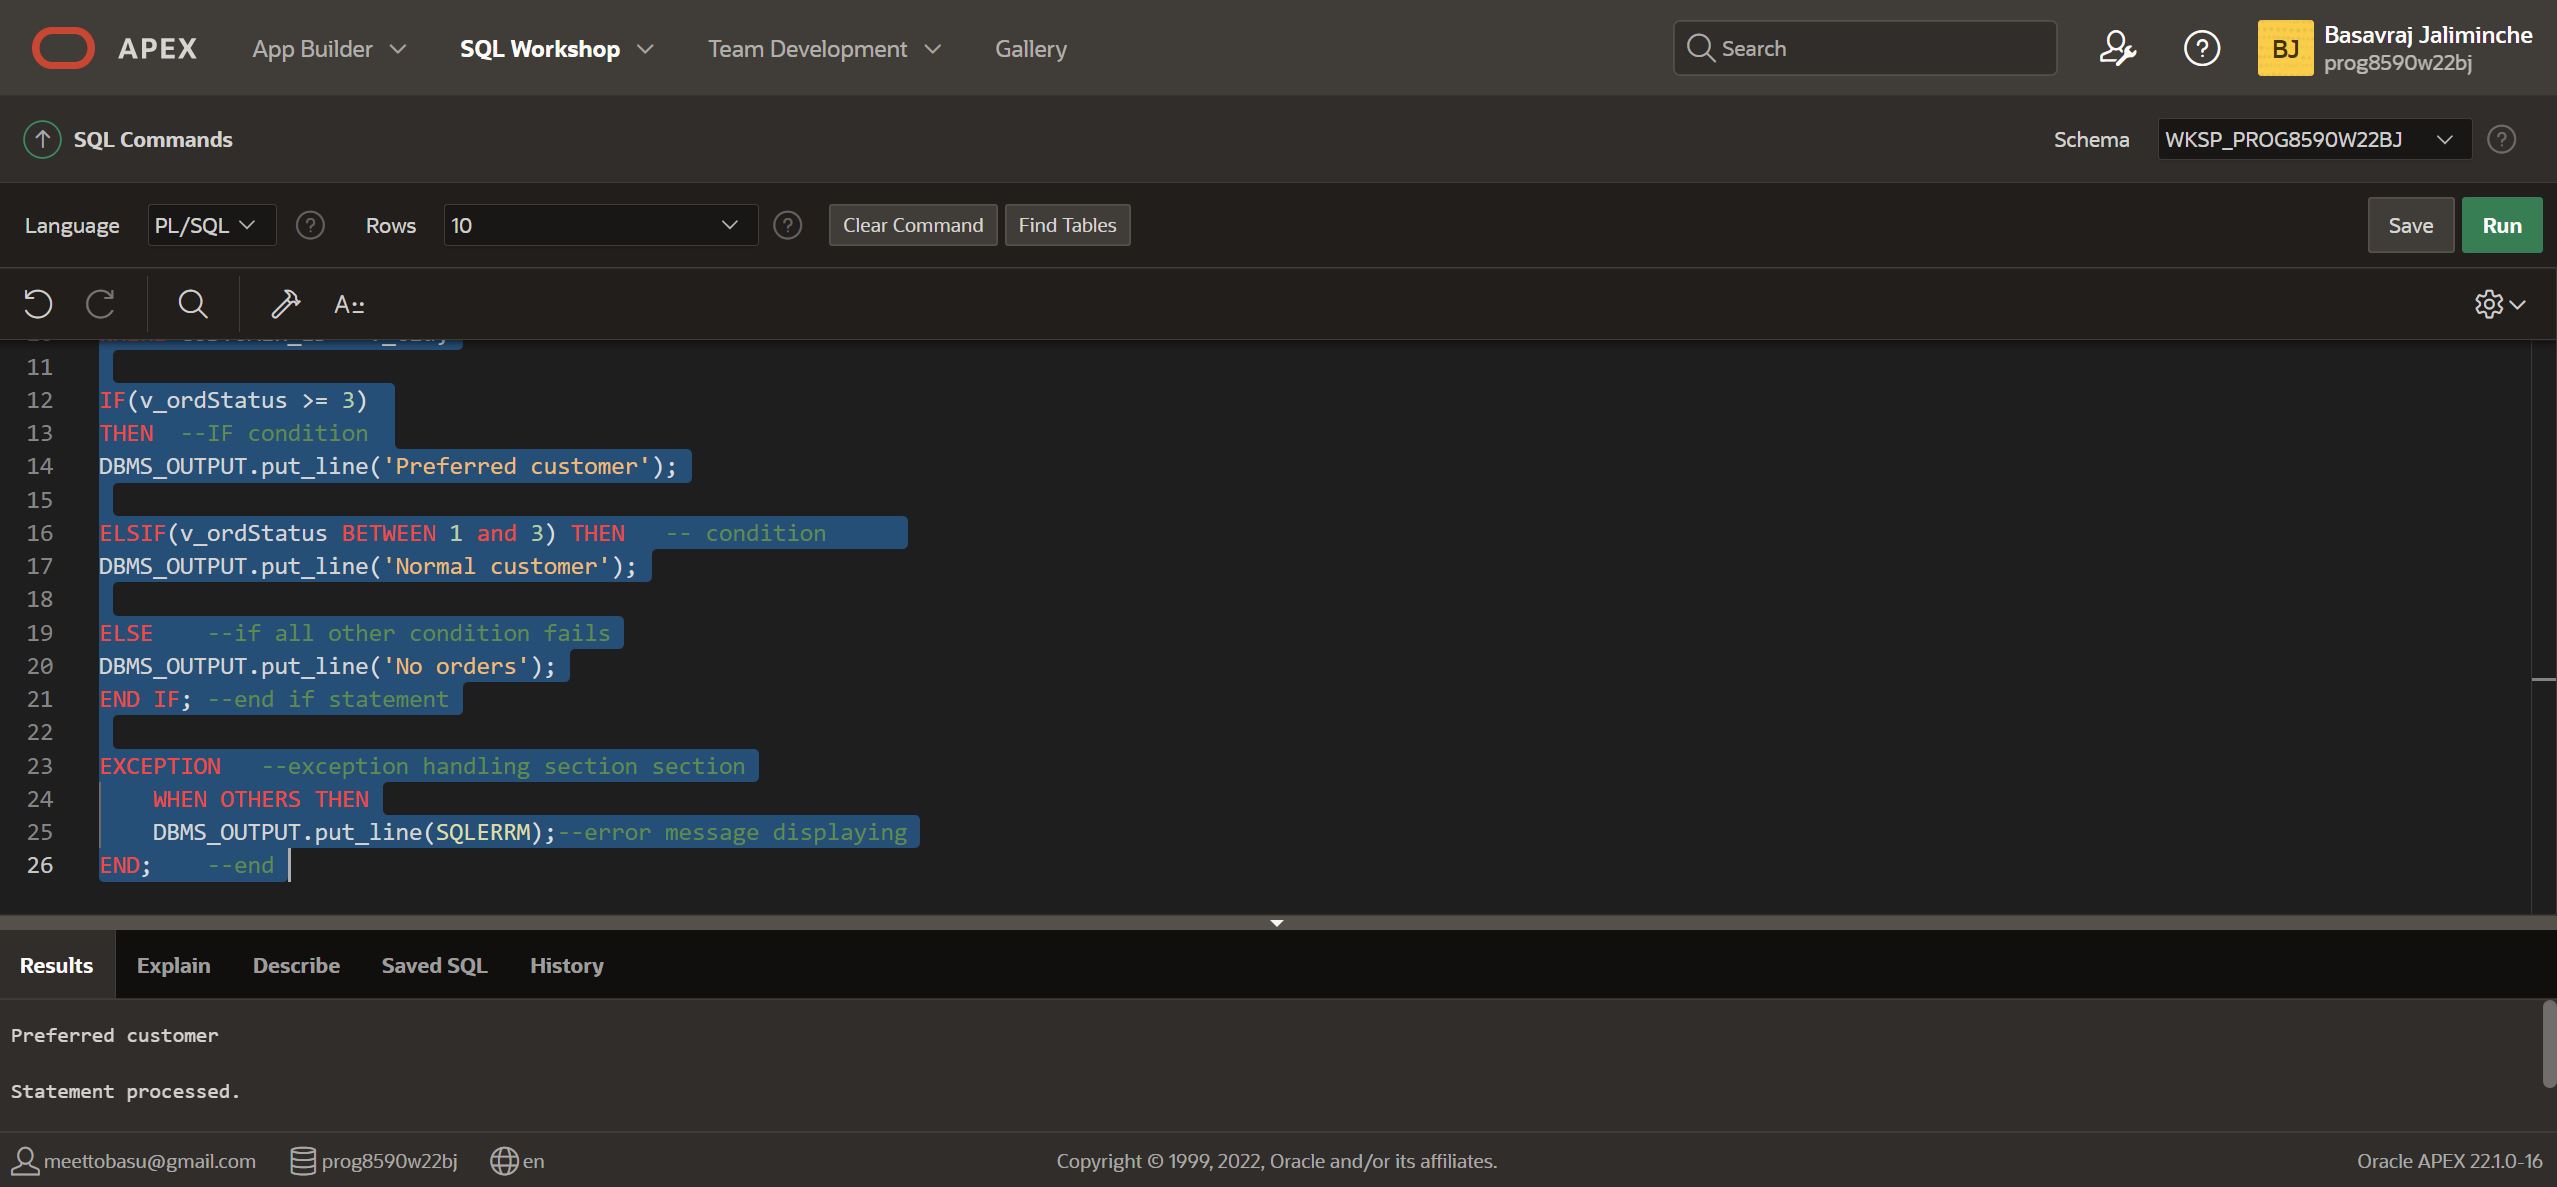 APEX App Builder SQL Workshop Team Development Gallery Search BJ Basavraj Jaliminche
prog8590w22bj
SQL Commands Schema WKSP_PROG8590W22BJ
Language PL/SQL Rows 10 Clear Command Find Tables Save Run
A::
11
12 IF(v_ordStatus >= 3)
13 THEN --IF condition
14 DBMS_OUTPUT.put_line('Preferred customer');
15
16 ELSIF(v_ordStatus BETWEEN 1 and 3) THEN -- condition
17 DBMS_OUTPUT.put_line('Normal customer');
18
19 ELSE --if all other condition fails
20 DBMS_OUTPUT.put_line('No orders');
21 END IF; --end if statement
22
23 EXCEPTION --exception handling section section
24 WHEN OTHERS THEN
25 DBMS_OUTPUT.put_line(SQLERRM);--error message displaying
26 END; --end
Results Explain Describe Saved SQL History
Preferred customer
Statement processed.
meettobasu@gmail.com prog8590w22bj en Copyright © 1999, 2022, Oracle and/or its affiliates. Oracle APEX 22.1.0-16